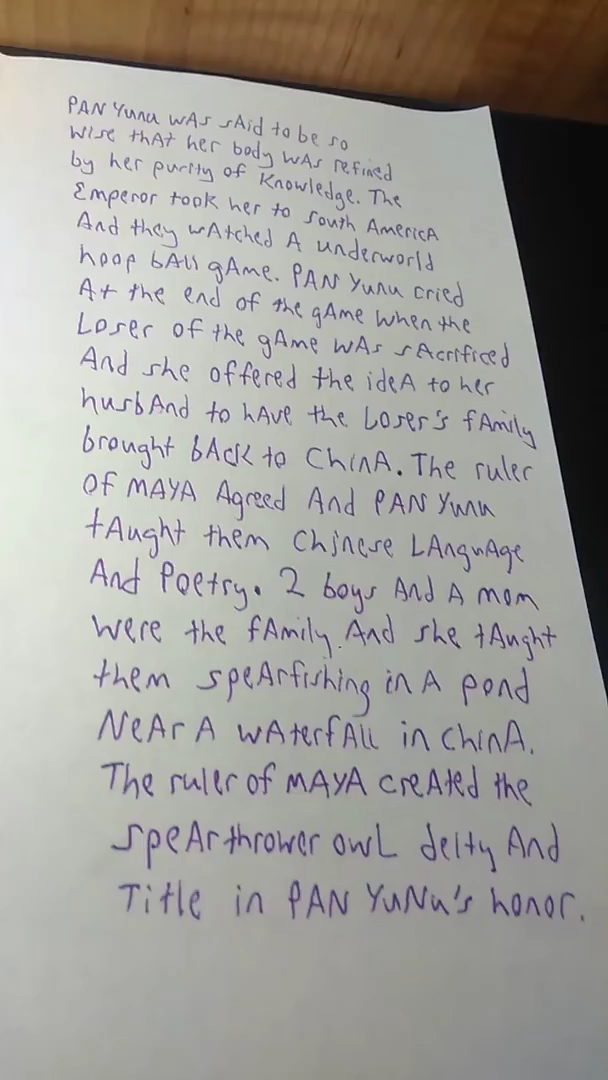 PAN YUNU WAS SAID to be so
Wise that her body WAS refined
by her purity of Knowledge. The
Emperor took her to South AMERICA
And they WAtched A underworld
hoop bAll gAme. PAN YUNU cried
At the end of the gAme when the
Loser of the gAme WAS sAcrificed
And she offered the ideA to her
husbAnd to hAve the Loser's fAmily
brought bAck to ChinA. The ruler
Of MAYA Agreed And PAN YUNU
tAught them Chinese LAnguAge
And Poetry. 2 boys And A mom
were the fAmily. And she tAught
them speArfishing in A pond
NeAr A WAterfAll in ChinA.
The ruler of MAYA creAted the
speArthrower owL deity And
Title in PAN YUNU's honor.